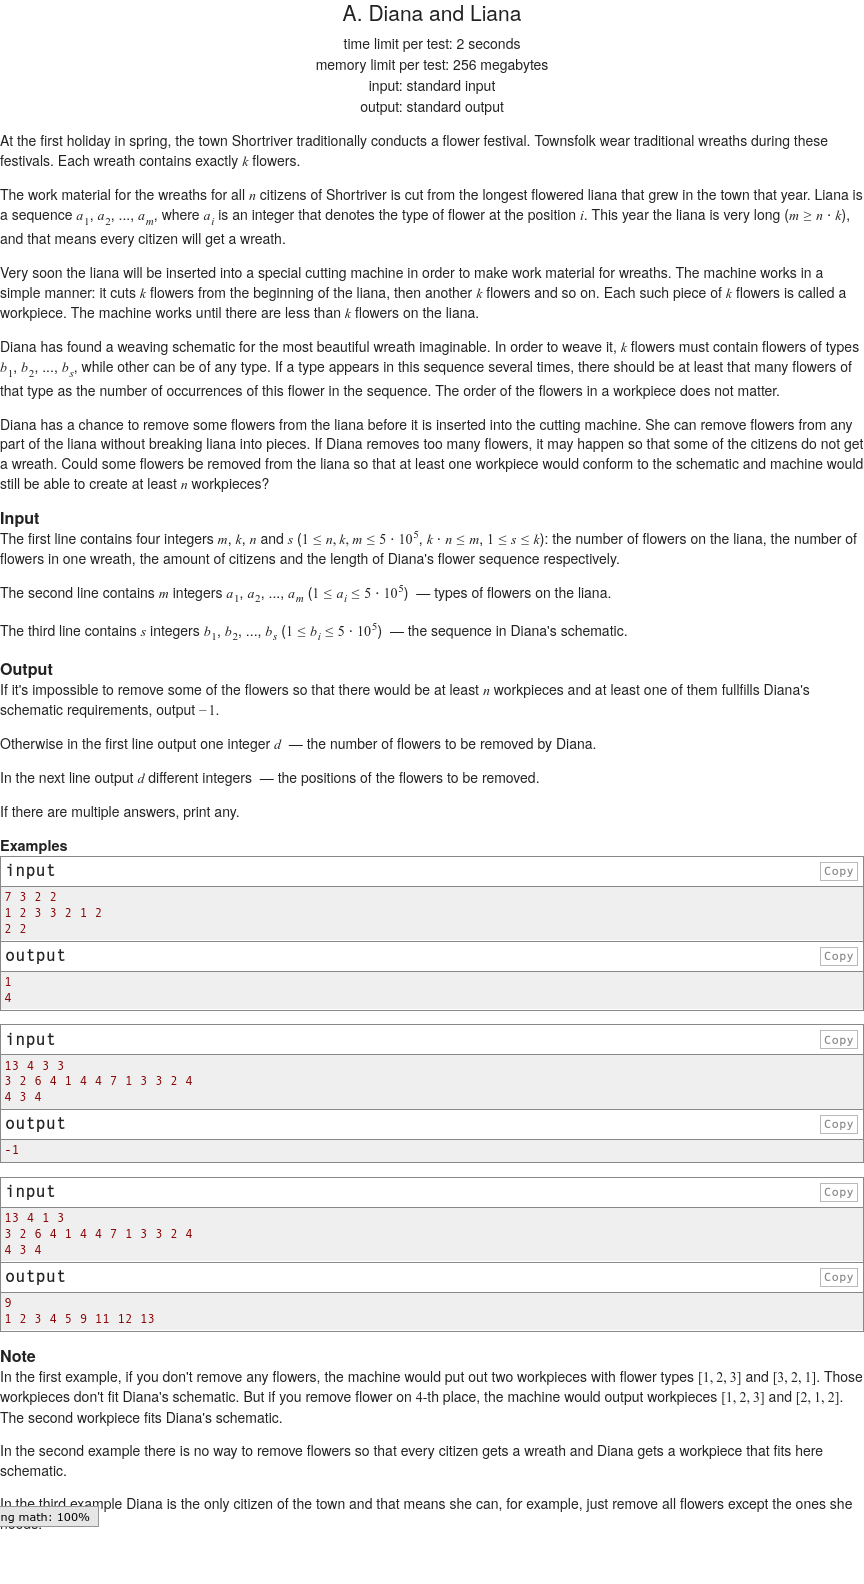 A. Diana and Liana
time limit per test: 2 seconds
memory limit per test: 256 megabytes
input: standard input
output: standard output
At the first holiday in spring, the town Shortriver traditionally conducts a flower festival. Townsfolk wear traditional wreaths during these
festivals. Each wreath contains exactly k flowers.
The work material for the wreaths for all n citizens of Shortriver is cut from the longest flowered liana that grew in the town that year. Liana is
a sequence a1, a2, ..., am, where ai is an integer that denotes the type of flower at the position i. This year the liana is very long (m ≥ n · k),
and that means every citizen will get a wreath.
Very soon the liana will be inserted into a special cutting machine in order to make work material for wreaths. The machine works in a
simple manner: it cuts k flowers from the beginning of the liana, then another k flowers and so on. Each such piece of k flowers is called a
workpiece. The machine works until there are less than k flowers on the liana.
Diana has found a weaving schematic for the most beautiful wreath imaginable. In order to weave it, k flowers must contain flowers of types
b1, b2, ..., bs, while other can be of any type. If a type appears in this sequence several times, there should be at least that many flowers of
that type as the number of occurrences of this flower in the sequence. The order of the flowers in a workpiece does not matter.
Diana has a chance to remove some flowers from the liana before it is inserted into the cutting machine. She can remove flowers from any
part of the liana without breaking liana into pieces. If Diana removes too many flowers, it may happen so that some of the citizens do not get
a wreath. Could some flowers be removed from the liana so that at least one workpiece would conform to the schematic and machine would
still be able to create at least n workpieces?
Input
The first line contains four integers m, k, n and s (1 ≤ n, k, m ≤ 5 · 10^5, k · n ≤ m, 1 ≤ s ≤ k): the number of flowers on the liana, the number of
flowers in one wreath, the amount of citizens and the length of Diana's flower sequence respectively.
The second line contains m integers a1, a2, ..., am (1 ≤ ai ≤ 5 · 10^5)  — types of flowers on the liana.
The third line contains s integers b1, b2, ..., bs (1 ≤ bi ≤ 5 · 10^5)  — the sequence in Diana's schematic.
Output
If it's impossible to remove some of the flowers so that there would be at least n workpieces and at least one of them fullfills Diana's
schematic requirements, output −1.
Otherwise in the first line output one integer d  — the number of flowers to be removed by Diana.
In the next line output d different integers  — the positions of the flowers to be removed.
If there are multiple answers, print any.
Examples
input Copy
7 3 2 2
1 2 3 3 2 1 2
2 2
output Copy
1
4
input Copy
13 4 3 3
3 2 6 4 1 4 4 7 1 3 3 2 4
4 3 4
output Copy
-1
input Copy
13 4 1 3
3 2 6 4 1 4 4 7 1 3 3 2 4
4 3 4
output Copy
9
1 2 3 4 5 9 11 12 13
Note
In the first example, if you don't remove any flowers, the machine would put out two workpieces with flower types [1, 2, 3] and [3, 2, 1]. Those
workpieces don't fit Diana's schematic. But if you remove flower on 4-th place, the machine would output workpieces [1, 2, 3] and [2, 1, 2].
The second workpiece fits Diana's schematic.
In the second example there is no way to remove flowers so that every citizen gets a wreath and Diana gets a workpiece that fits here
schematic.
In the third example Diana is the only citizen of the town and that means she can, for example, just remove all flowers except the ones she
ng math: 100%